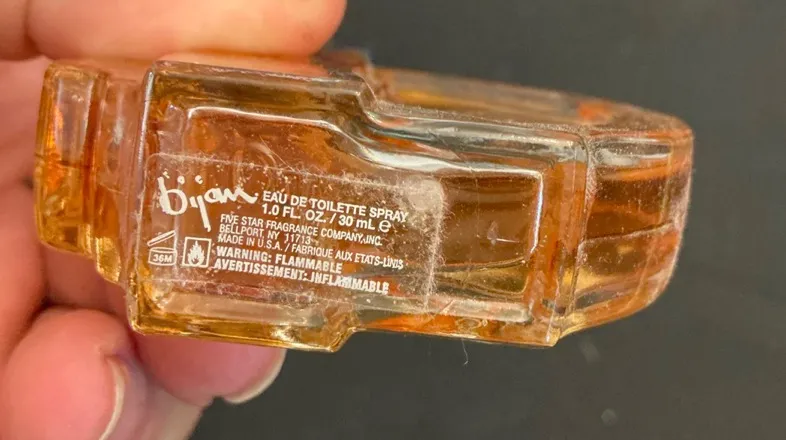 bijan EAU DE TOILETTE SPRAY
1.0 FL. OZ. / 30 mL ℮
FIVE STAR FRAGRANCE COMPANY, INC.
BELLPORT, NY 11713
MADE IN U.S.A. / FABRIQUE AUX ETATS-UNIS
36M WARNING: FLAMMABLE
AVERTISSEMENT: INFLAMMABLE